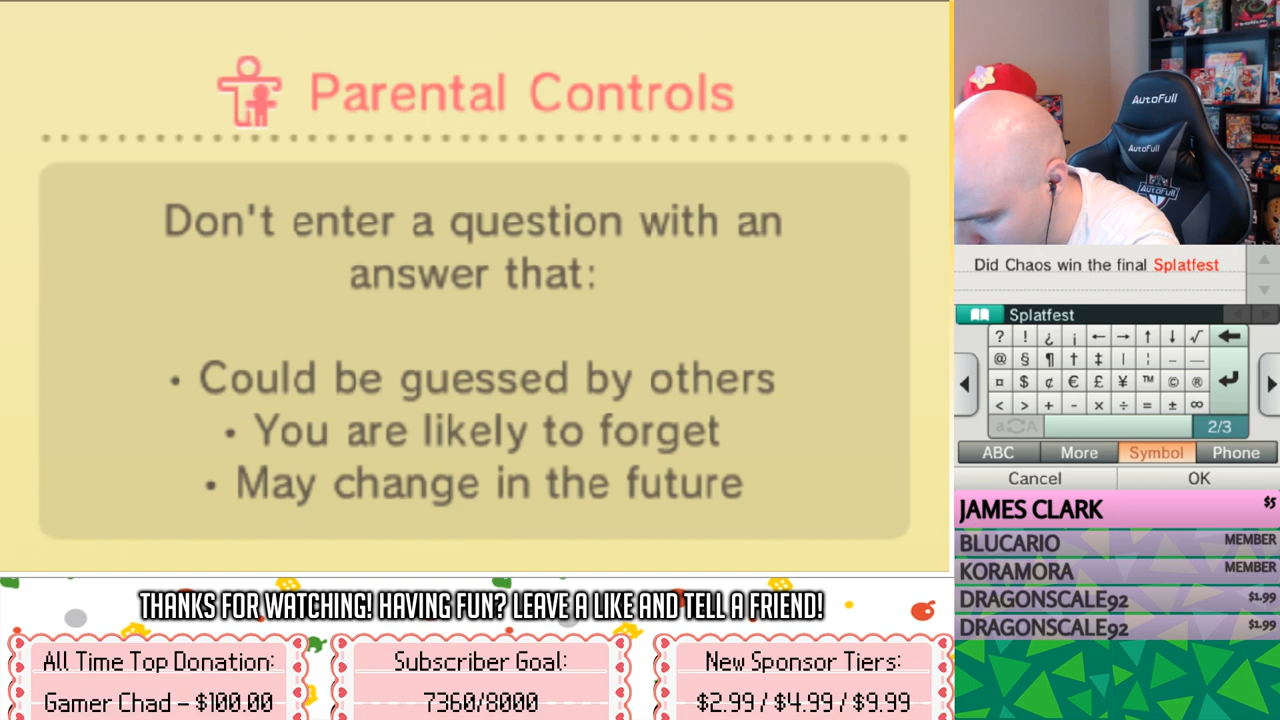 Parental Controls
Don't enter a question with an
answer that:
• Could be guessed by others
• You are likely to forget
• May change in the future
AutoFull
AutoFull
AutoFull
Did Chaos win the final Splatfest
Splatfest
? ! ¿ ¡ ← → ↑ ↓ √
@ § ¶ † ‡ | ¦ – —
¤ $ ¢ € £ ¥ ™ © ®
< > + - × ÷ = ± ∞
a A 2/3
ABC More Symbol Phone
Cancel OK
JAMES CLARK $5
BLUCARIO MEMBER
KORAMORA MEMBER
DRAGONSCALE92 $1.99
DRAGONSCALE92 $1.99
THANKS FOR WATCHING! HAVING FUN? LEAVE A LIKE AND TELL A FRIEND!
All Time Top Donation:
Gamer Chad – $100.00
Subscriber Goal:
7360/8000
New Sponsor Tiers:
$2.99 / $4.99 / $9.99